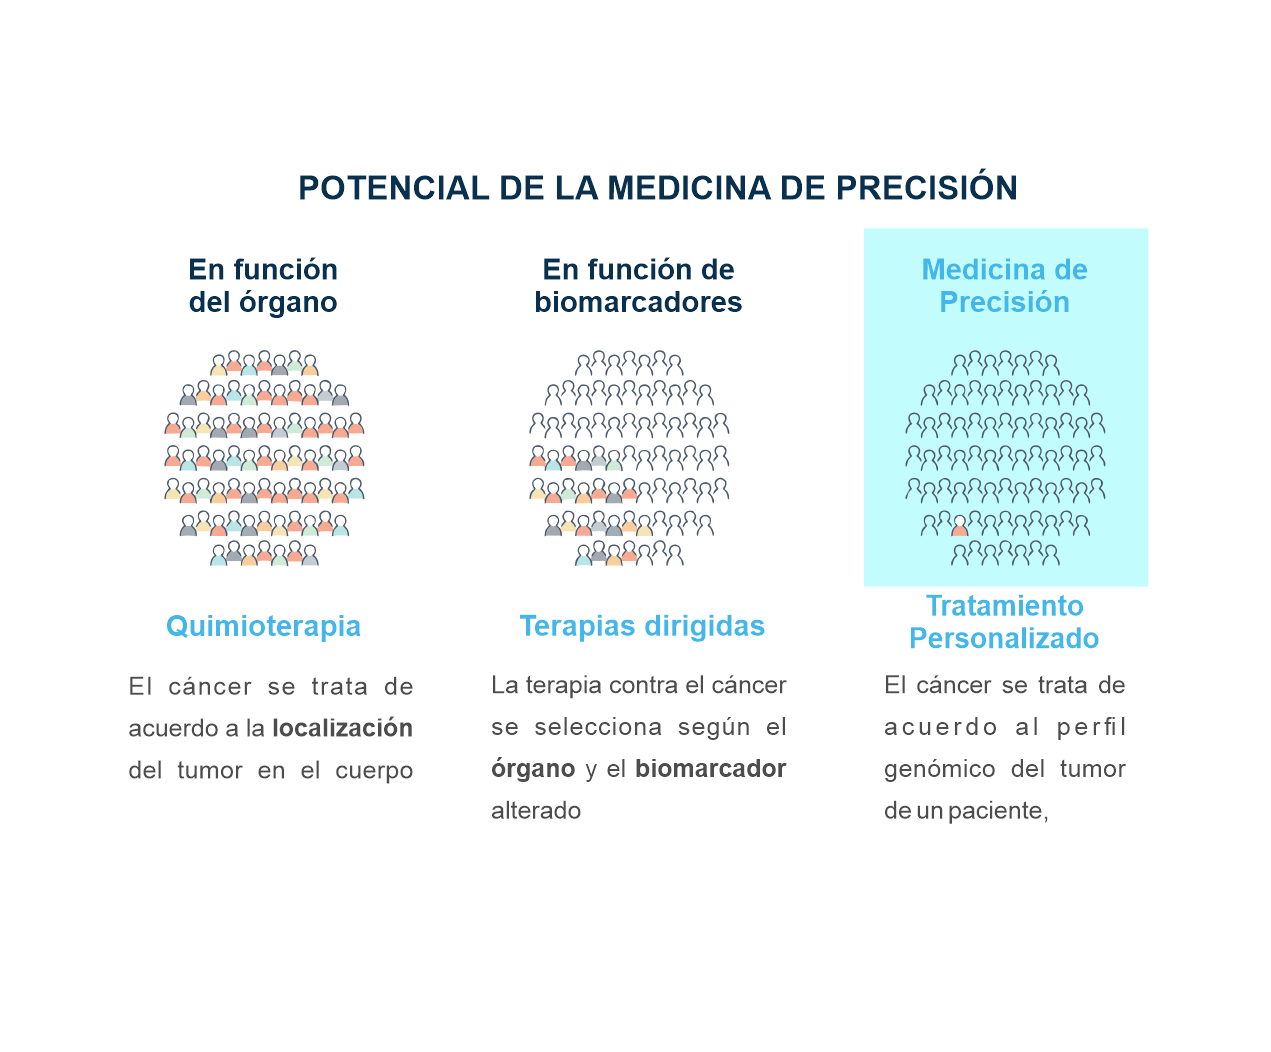 POTENCIAL DE LA MEDICINA DE PRECISIÓN
En función
del órgano
Quimioterapia
El cáncer se trata de
acuerdo a la localización
del tumor en el cuerpo
En función de
biomarcadores
Terapias dirigidas
La terapia contra el cáncer
se selecciona según el
órgano y el biomarcador
alterado
Medicina de
Precisión
Tratamiento
Personalizado
El cáncer se trata de
acuerdo al perfil
genómico del tumor
de un paciente,